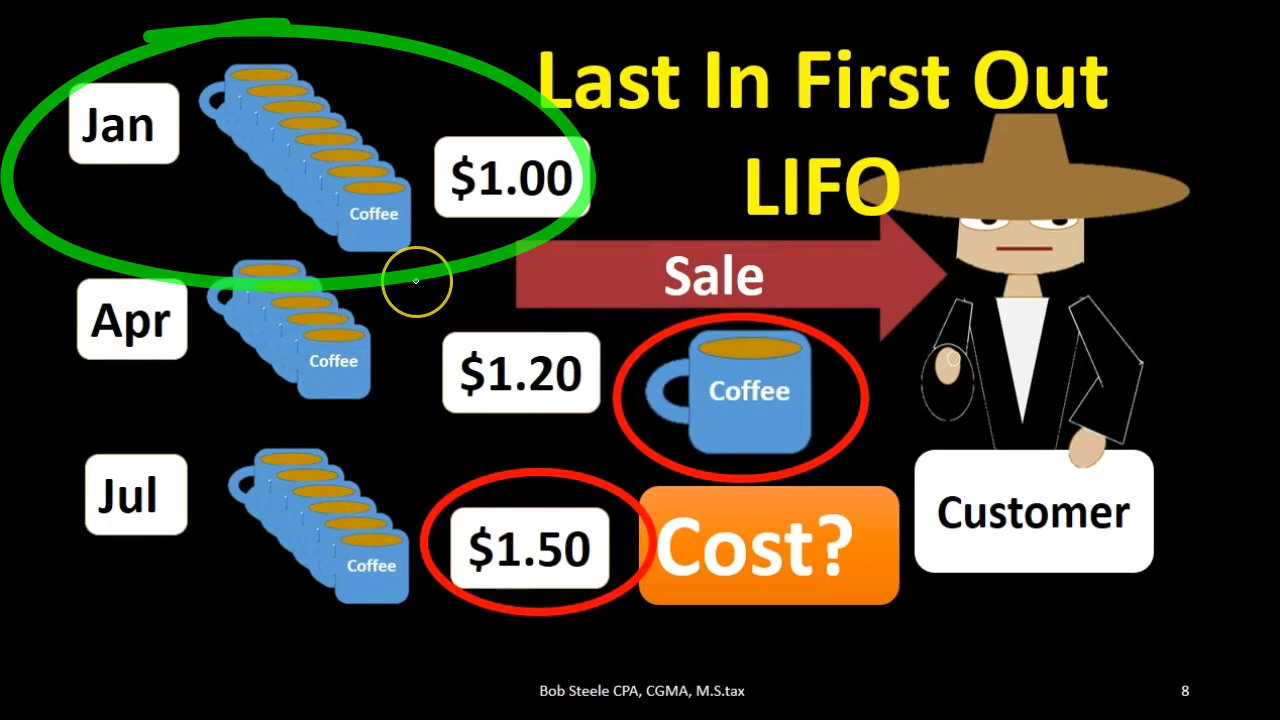 Last In First Out
LIFO
Jan
Coffee
$1.00
Sale
Apr
Coffee
$1.20
Coffee
Jul
Coffee
$1.50
Cost?
Customer
Bob Steele CPA, CGMA, M.S.tax
8